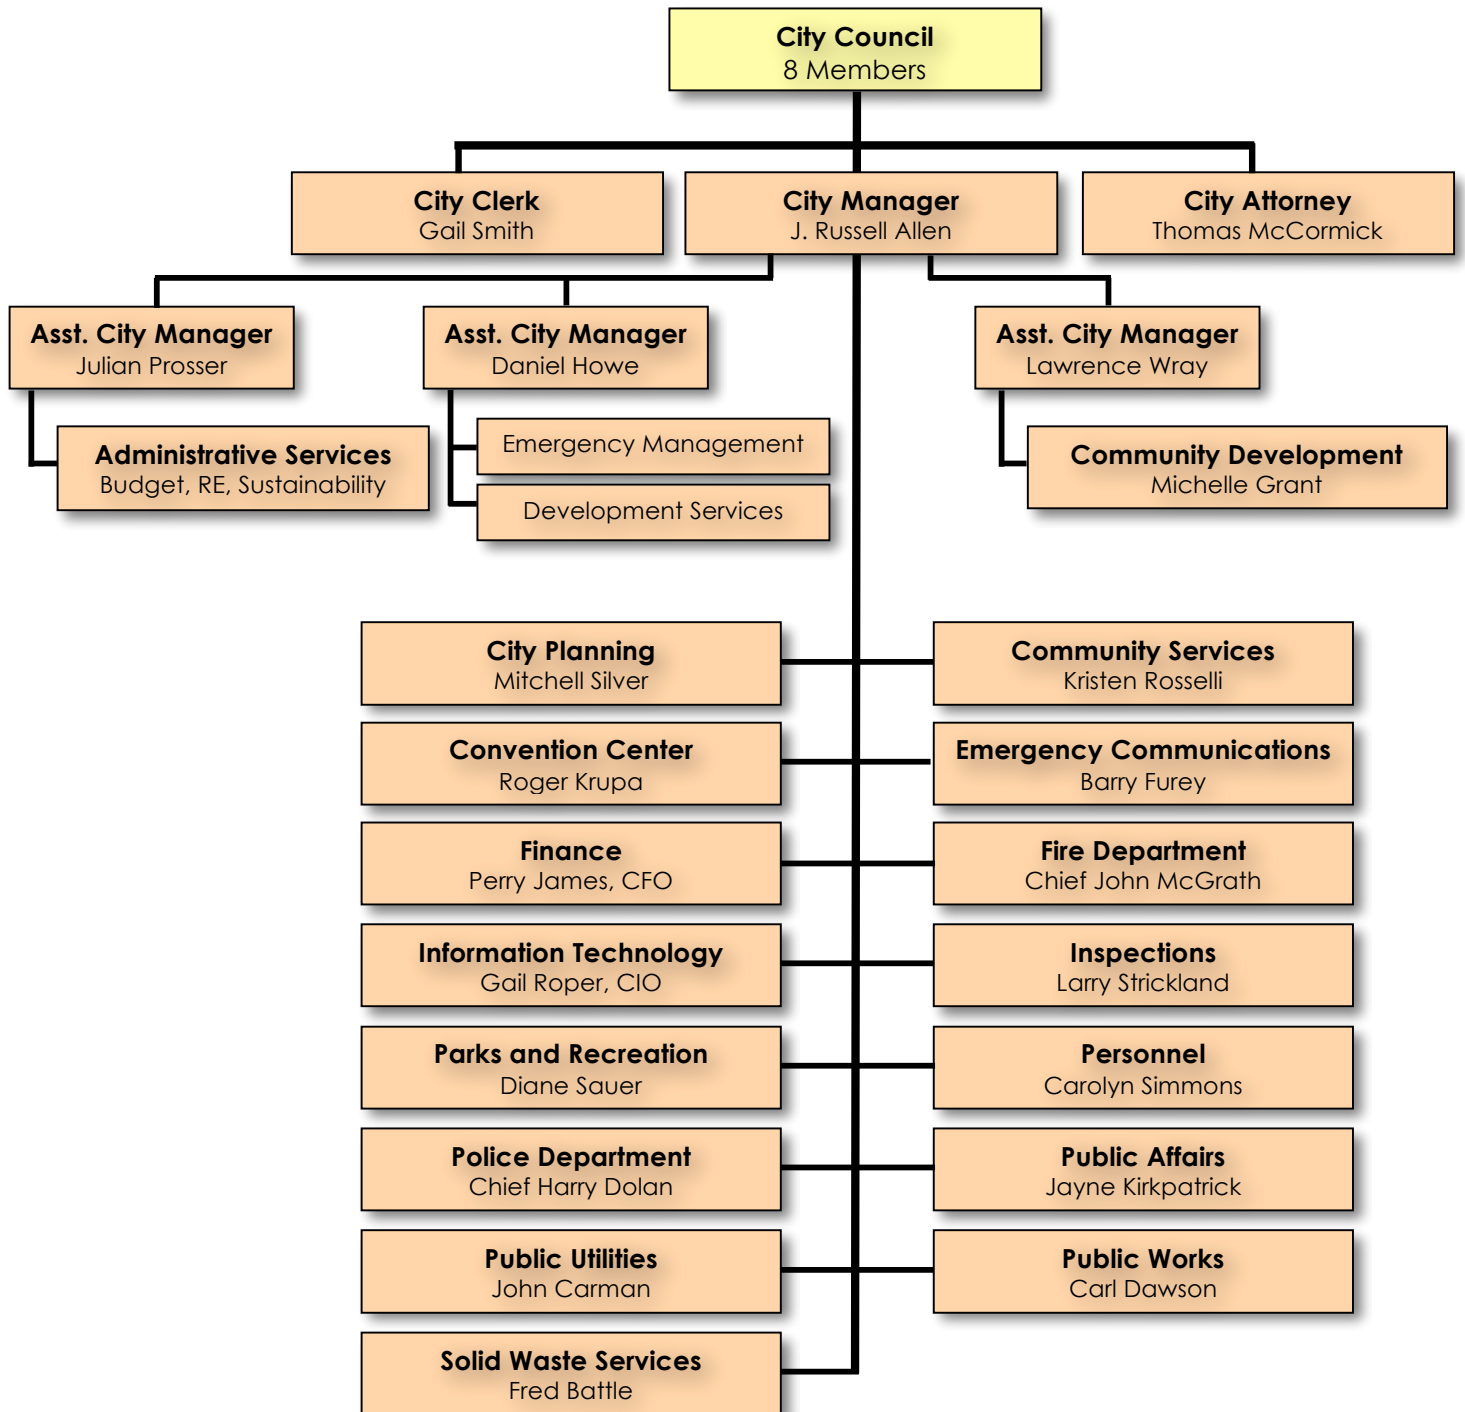 City Council
8 Members
City Clerk
Gail Smith
City Manager
J. Russell Allen
City Attorney
Thomas McCormick
Asst. City Manager
Julian Prosser
Asst. City Manager
Daniel Howe
Asst. City Manager
Lawrence Wray
Administrative Services
Budget, RE, Sustainability
Emergency Management
Development Services
Community Development
Michelle Grant
City Planning
Mitchell Silver
Community Services
Kristen Rosselli
Convention Center
Roger Krupa
Emergency Communications
Barry Furey
Finance
Perry James, CFO
Fire Department
Chief John McGrath
Information Technology
Gail Roper, CIO
Inspections
Larry Strickland
Parks and Recreation
Diane Sauer
Personnel
Carolyn Simmons
Police Department
Chief Harry Dolan
Public Affairs
Jayne Kirkpatrick
Public Utilities
John Carman
Public Works
Carl Dawson
Solid Waste Services
Fred Battle